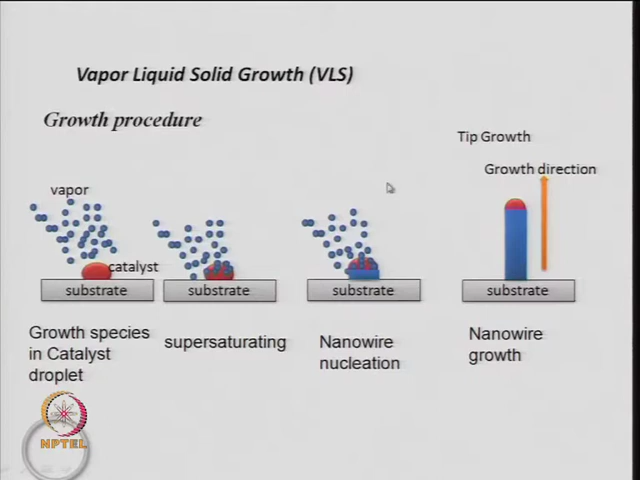 Vapor Liquid Solid Growth (VLS)
Growth procedure
Tip Growth
Growth direction
vapor
catalyst
substrate
substrate
substrate
substrate
Growth species
in Catalyst
droplet
supersaturating
Nanowire
nucleation
Nanowire
growth
NPTEL